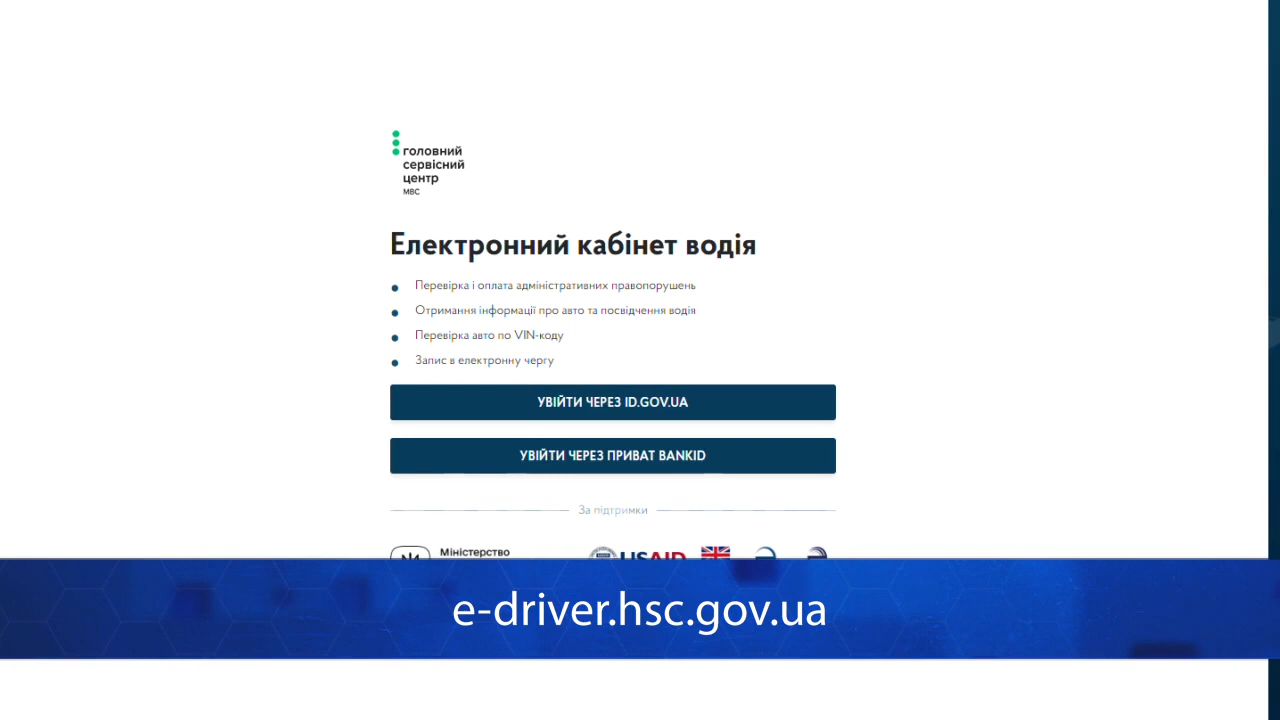 головний
сервісний
центр
МВС
Електронний кабінет водія
Перевірка і оплата адміністративних правопорушень
Отримання інформації про авто та посвідчення водія
Перевірка авто по VIN-коду
Запис в електронну чергу
УВІЙТИ ЧЕРЕЗ ID.GOV.UA
УВІЙТИ ЧЕРЕЗ ПРИВАТ BANKID
За підтримки
Міністерство
USAID
e-driver.hsc.gov.ua